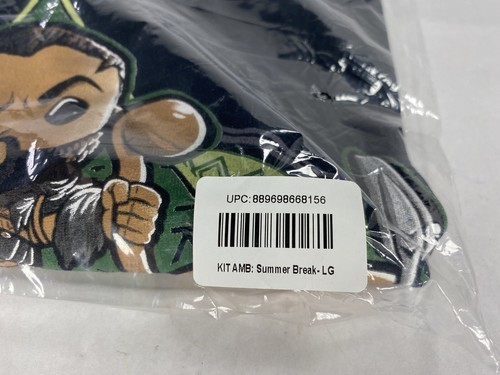 UPC: 889698668156
KIT AMB: Summer Break- LG